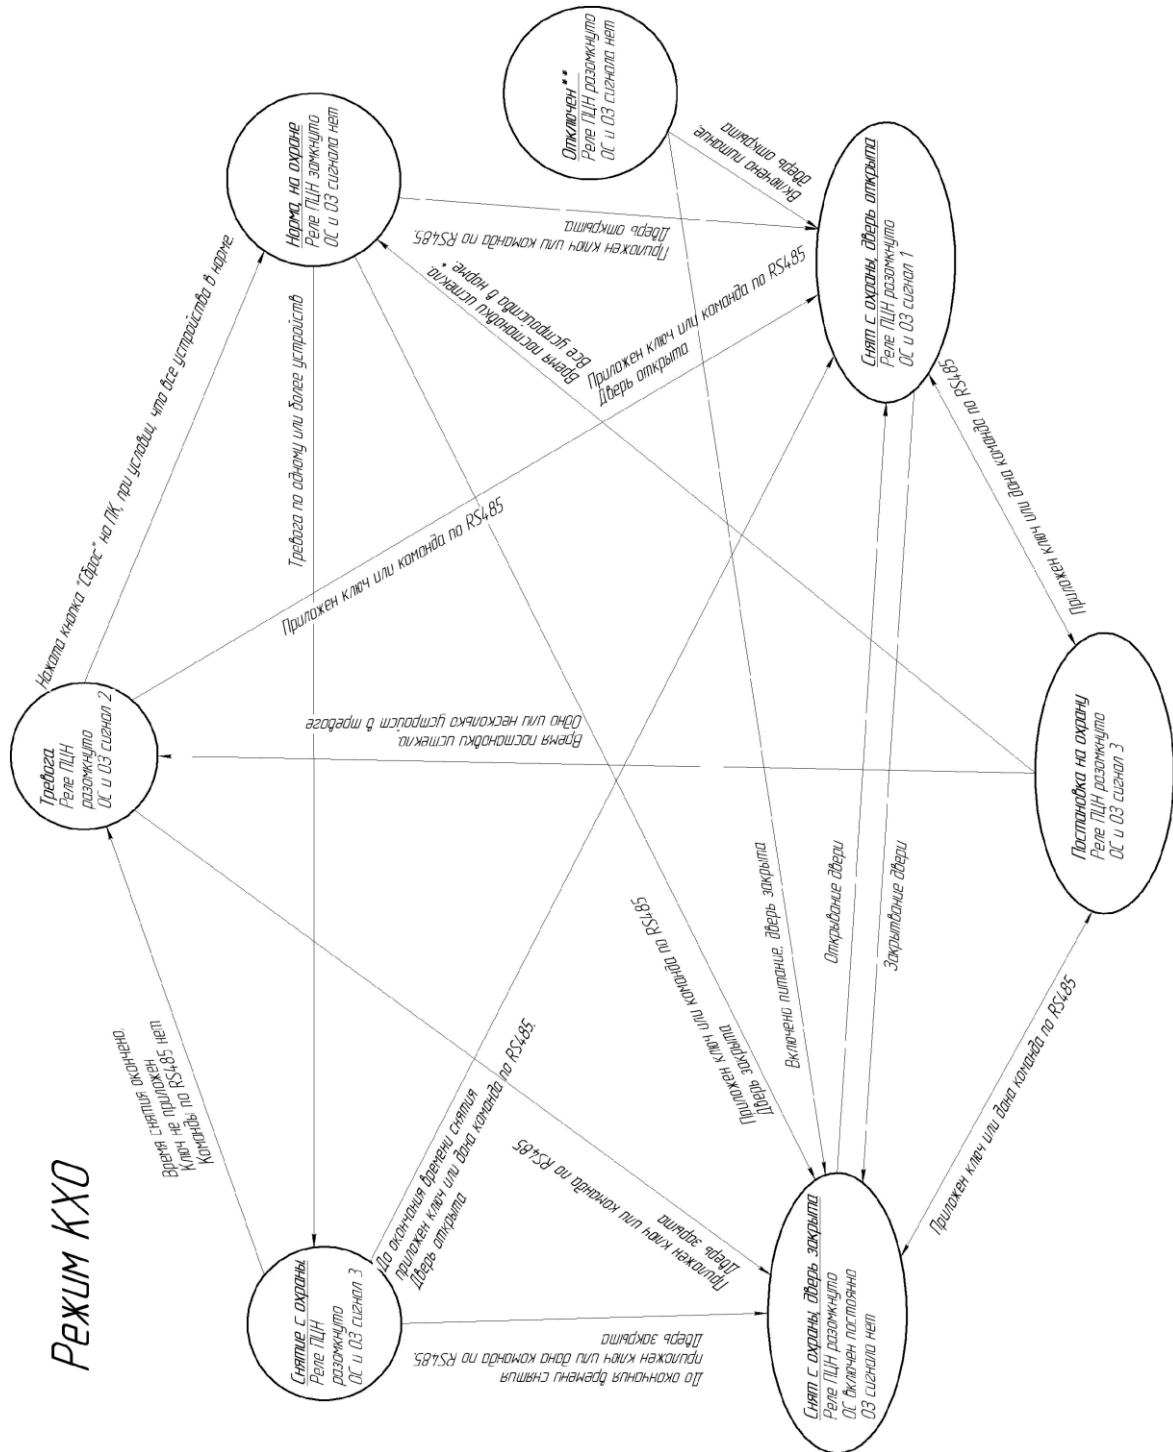 Режим КХО
Тревога
Реле ПЦН
разомкнуто
ОС и ОЗ сигнал 2
Нажата кнопка "Сброс" на ПК, при условии, что все устройства в норме.
Норма, на охране
Реле ПЦН замкнуто
ОС и ОЗ сигнала нет
Отключен**
Реле ПЦН разомкнуто
ОС и ОЗ сигнала нет
Включено питание,
дверь открыта
Приложен ключ или команда по RS485.
Дверь открыта
Тревога по одному или более устройств
Время постановки истекло.
Все устройства в норме. *
Приложен ключ или команда по RS485
Дверь открыта
Приложен ключ или команда по RS485
Снят с охраны, дверь открыта
Реле ПЦН разомкнуто
ОС и ОЗ сигнал 1
Время снятия окончено,
Ключ не приложен
Команды по RS485 нет
Время постановки истекло.
Одно или несколько устройст в тревоге
Приложен ключ или дана команда по RS485
Снятие с охраны
Реле ПЦН
разомкнуто
ОС и ОЗ сигнал 3
До окончания времени снятия
приложен ключ или дана команда по RS485.
Дверь открыта
Приложен ключ или команда по RS485
Дверь зарыта
Приложен ключ или команда по RS485
Приложен ключ или команда по RS485
Дверь закрыта
Включено питание, дверь закрыта
Открывание двери
Закрытвание двери
Постановка на охрану
Реле ПЦН разомкнуто
ОС и ОЗ сигнал 3
До окончания времени снятия
приложен ключ или дана команда по RS485.
Дверь закрыта
Снят с охраны, дверь закрыта
Реле ПЦН разомкнуто
ОС включен постоянно
ОЗ сигнала нет
Приложен ключ или дана команда по RS485